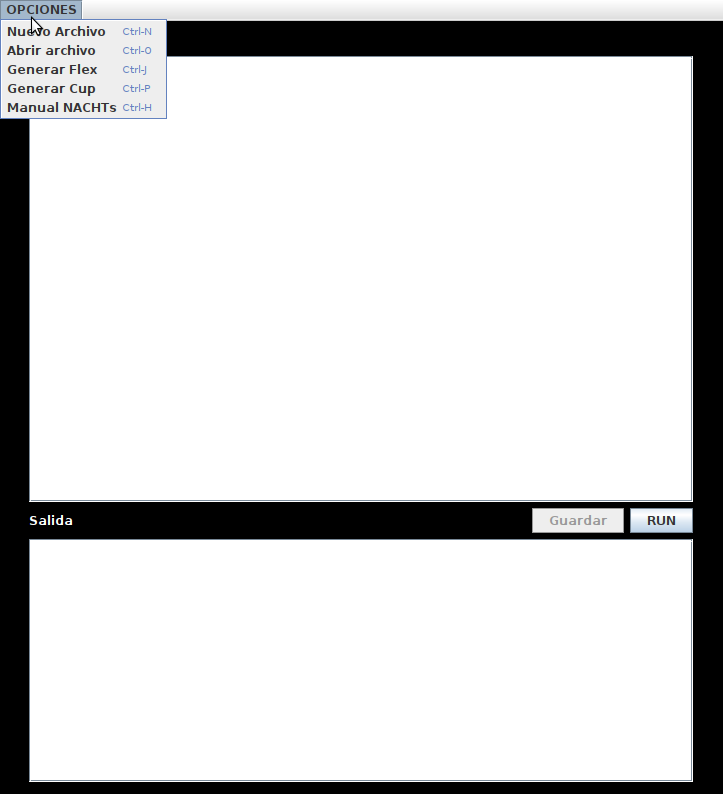 OPCIONES
Nuevo Archivo Ctrl-N
Abrir archivo Ctrl-O
Generar Flex Ctrl-J
Generar Cup Ctrl-P
Manual NACHTs Ctrl-H
Salida Guardar RUN